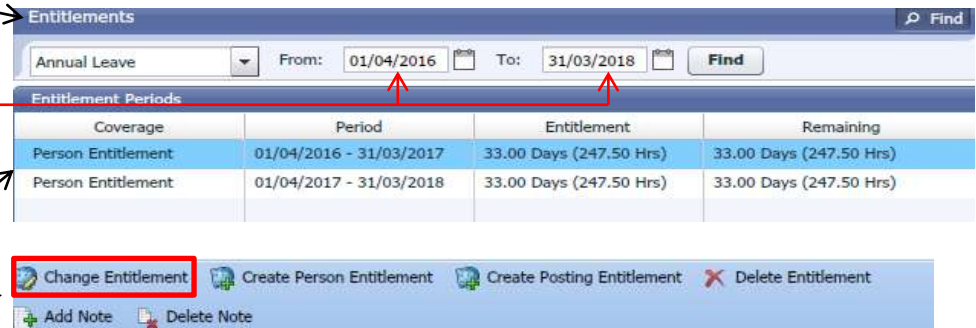 Entitlements Find
Annual Leave From: 01/04/2016 To: 31/03/2018 Find
Entitlement Periods
Coverage Period Entitlement Remaining
Person Entitlement 01/04/2016 - 31/03/2017 33.00 Days (247.50 Hrs) 33.00 Days (247.50 Hrs)
Person Entitlement 01/04/2017 - 31/03/2018 33.00 Days (247.50 Hrs) 33.00 Days (247.50 Hrs)
Change Entitlement Create Person Entitlement Create Posting Entitlement Delete Entitlement
Add Note Delete Note